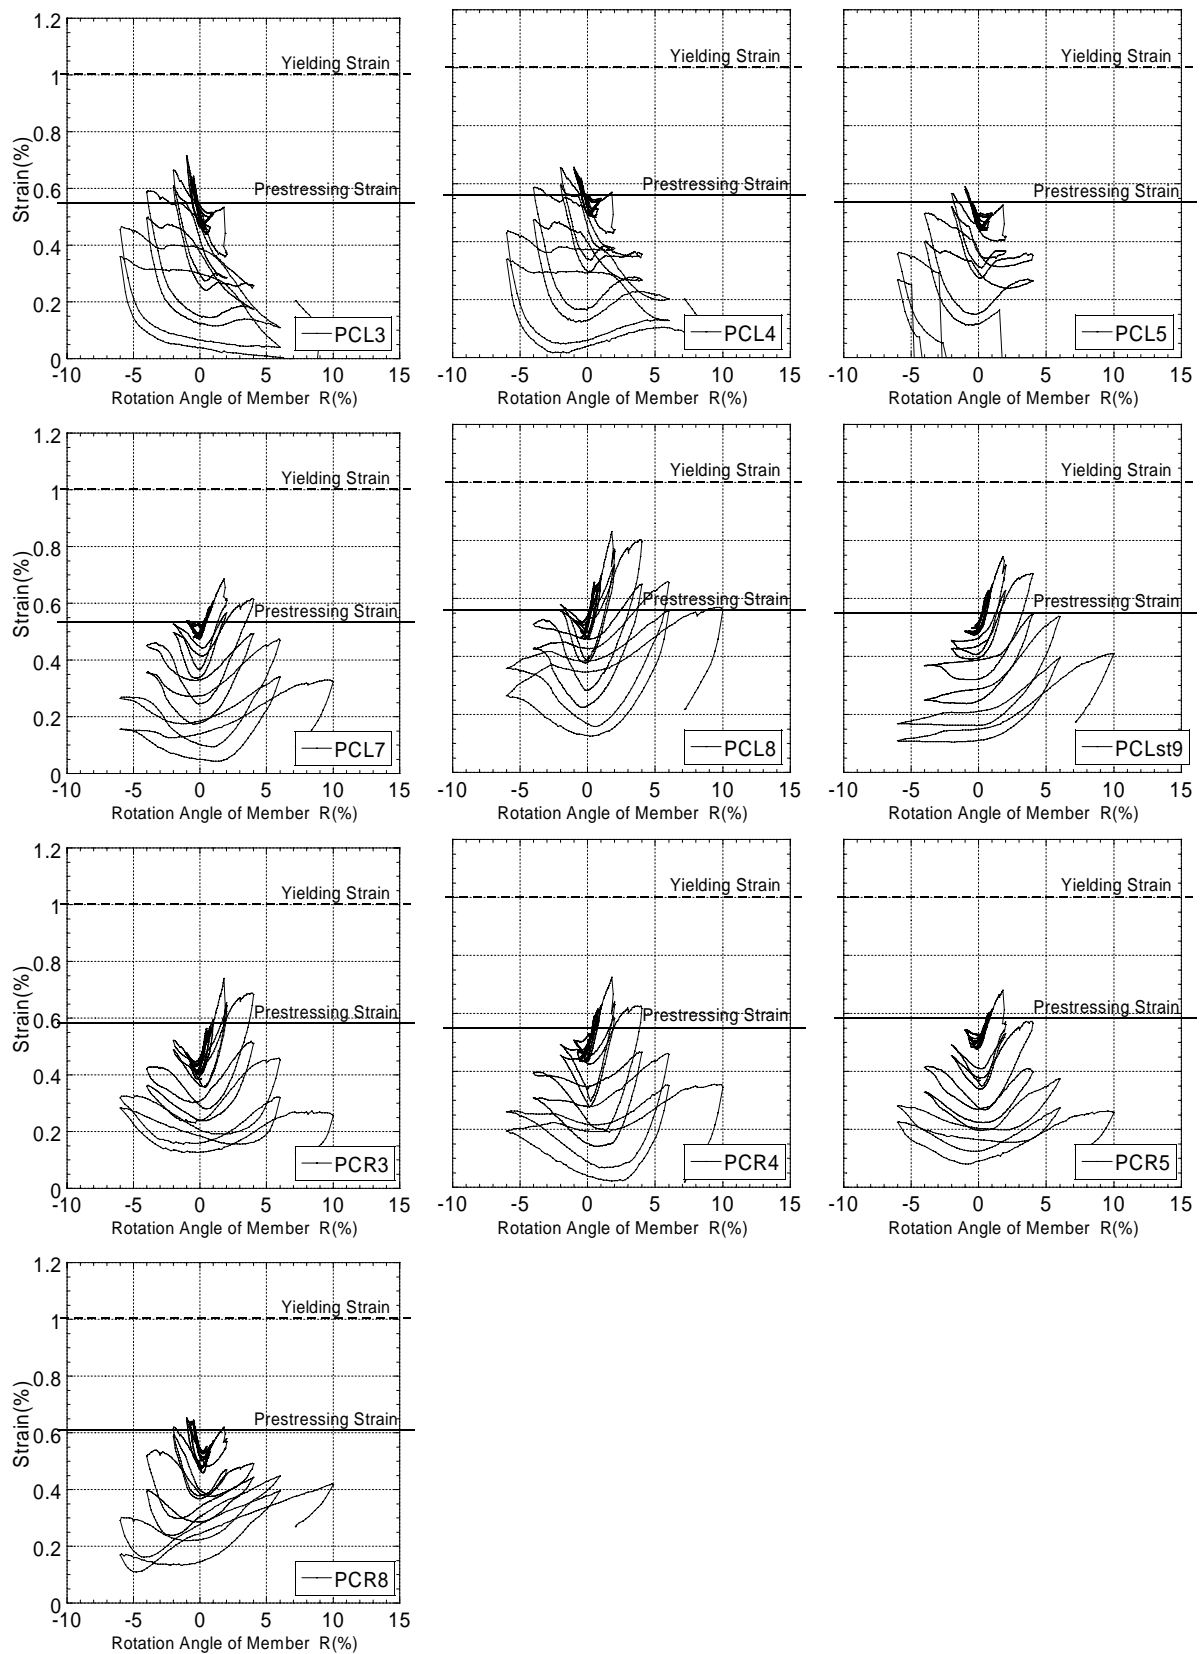 1.2
1
0.8
0.6
0.4
0.2
0
Strain(%)
Yielding Strain
Prestressing Strain
PCL3
-10 -5 0 5 10 15
Rotation Angle of Member R(%)
Yielding Strain
Prestressing Strain
PCL4
-10 -5 0 5 10 15
Rotation Angle of Member R(%)
Yielding Strain
Prestressing Strain
PCL5
-10 -5 0 5 10 15
Rotation Angle of Member R(%)
1.2
1
0.8
0.6
0.4
0.2
0
Strain(%)
Yielding Strain
Prestressing Strain
PCL7
-10 -5 0 5 10 15
Rotation Angle of Member R(%)
Yielding Strain
Prestressing Strain
PCL8
-10 -5 0 5 10 15
Rotation Angle of Member R(%)
Yielding Strain
Prestressing Strain
PCLst9
-10 -5 0 5 10 15
Rotation Angle of Member R(%)
1.2
1
0.8
0.6
0.4
0.2
0
Strain(%)
Yielding Strain
Prestressing Strain
PCR3
-10 -5 0 5 10 15
Rotation Angle of Member R(%)
Yielding Strain
Prestressing Strain
PCR4
-10 -5 0 5 10 15
Rotation Angle of Member R(%)
Yielding Strain
Prestressing Strain
PCR5
-10 -5 0 5 10 15
Rotation Angle of Member R(%)
1.2
1
0.8
0.6
0.4
0.2
0
Strain(%)
Yielding Strain
Prestressing Strain
PCR8
-10 -5 0 5 10 15
Rotation Angle of Member R(%)